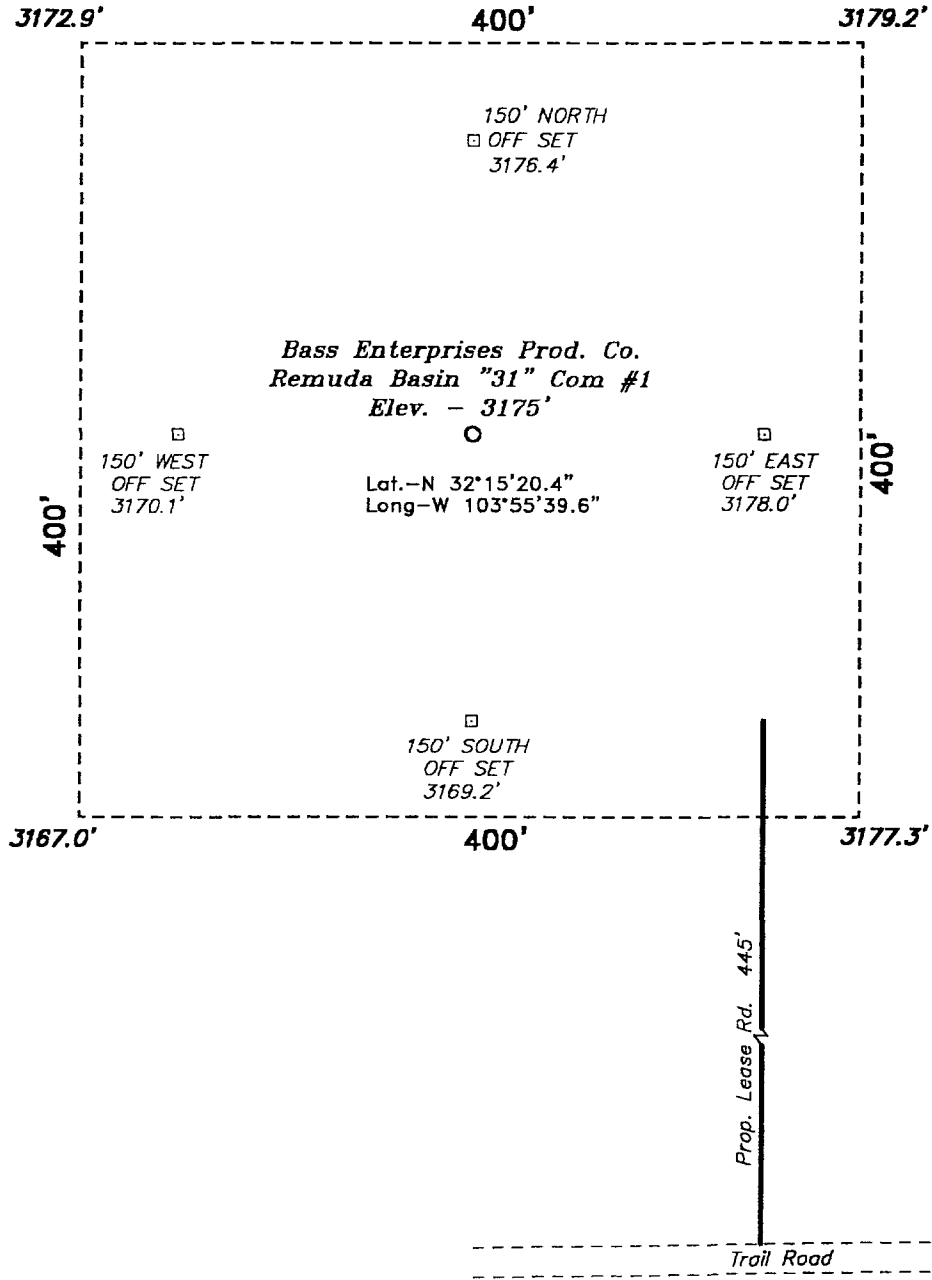 3172.9'
400'
3179.2'
150' NORTH
OFF SET
3176.4'
Bass Enterprises Prod. Co.
Remuda Basin "31" Com #1
Elev. - 3175'
150' WEST
OFF SET
3170.1'
Lat.-N 32°15'20.4"
Long-W 103°55'39.6"
150' EAST
OFF SET
3178.0'
400'
400'
150' SOUTH
OFF SET
3169.2'
3167.0'
400'
3177.3'
Prop. Lease Rd. 445'
Trail Road